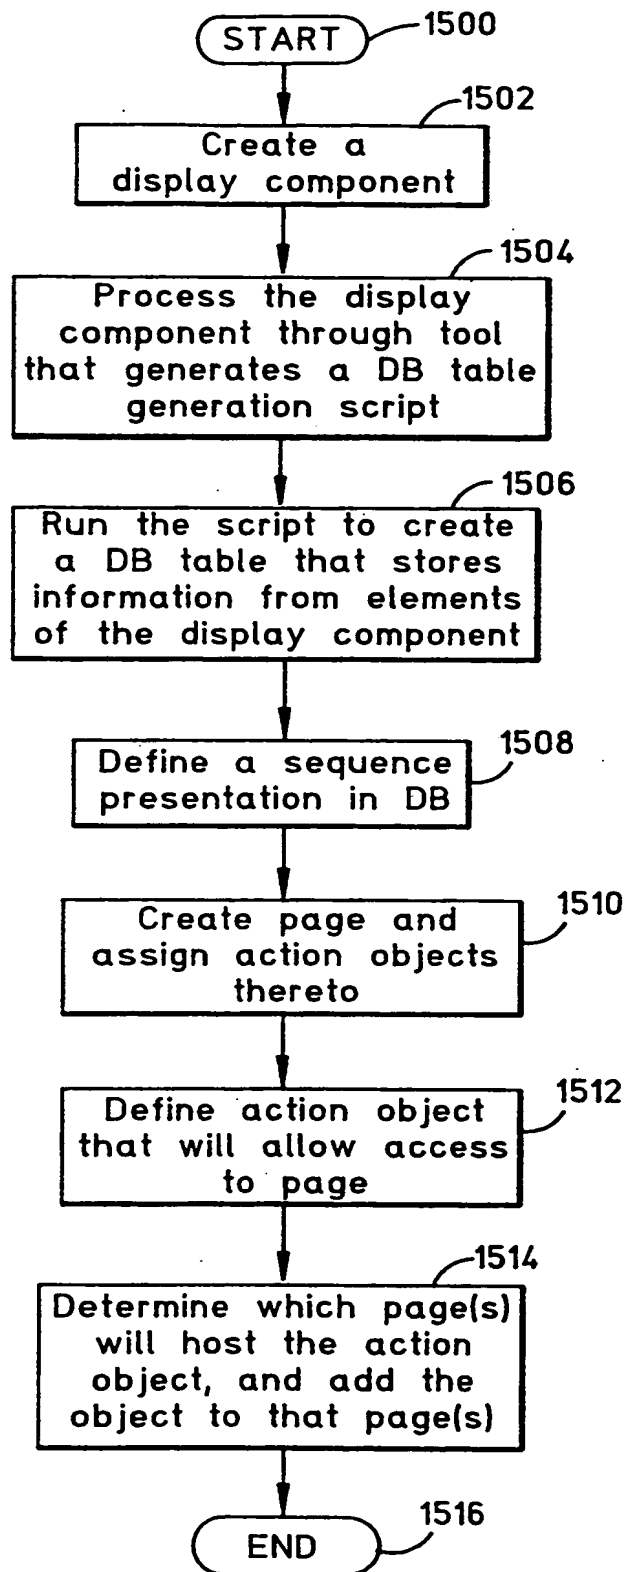 START
1500
1502
Create a
display component
1504
Process the display
component through tool
that generates a DB table
generation script
1506
Run the script to create
a DB table that stores
information from elements
of the display component
1508
Define a sequence
presentation in DB
1510
Create page and
assign action objects
thereto
1512
Define action object
that will allow access
to page
1514
Determine which page(s)
will host the action
object, and add the
object to that page(s)
1516
END